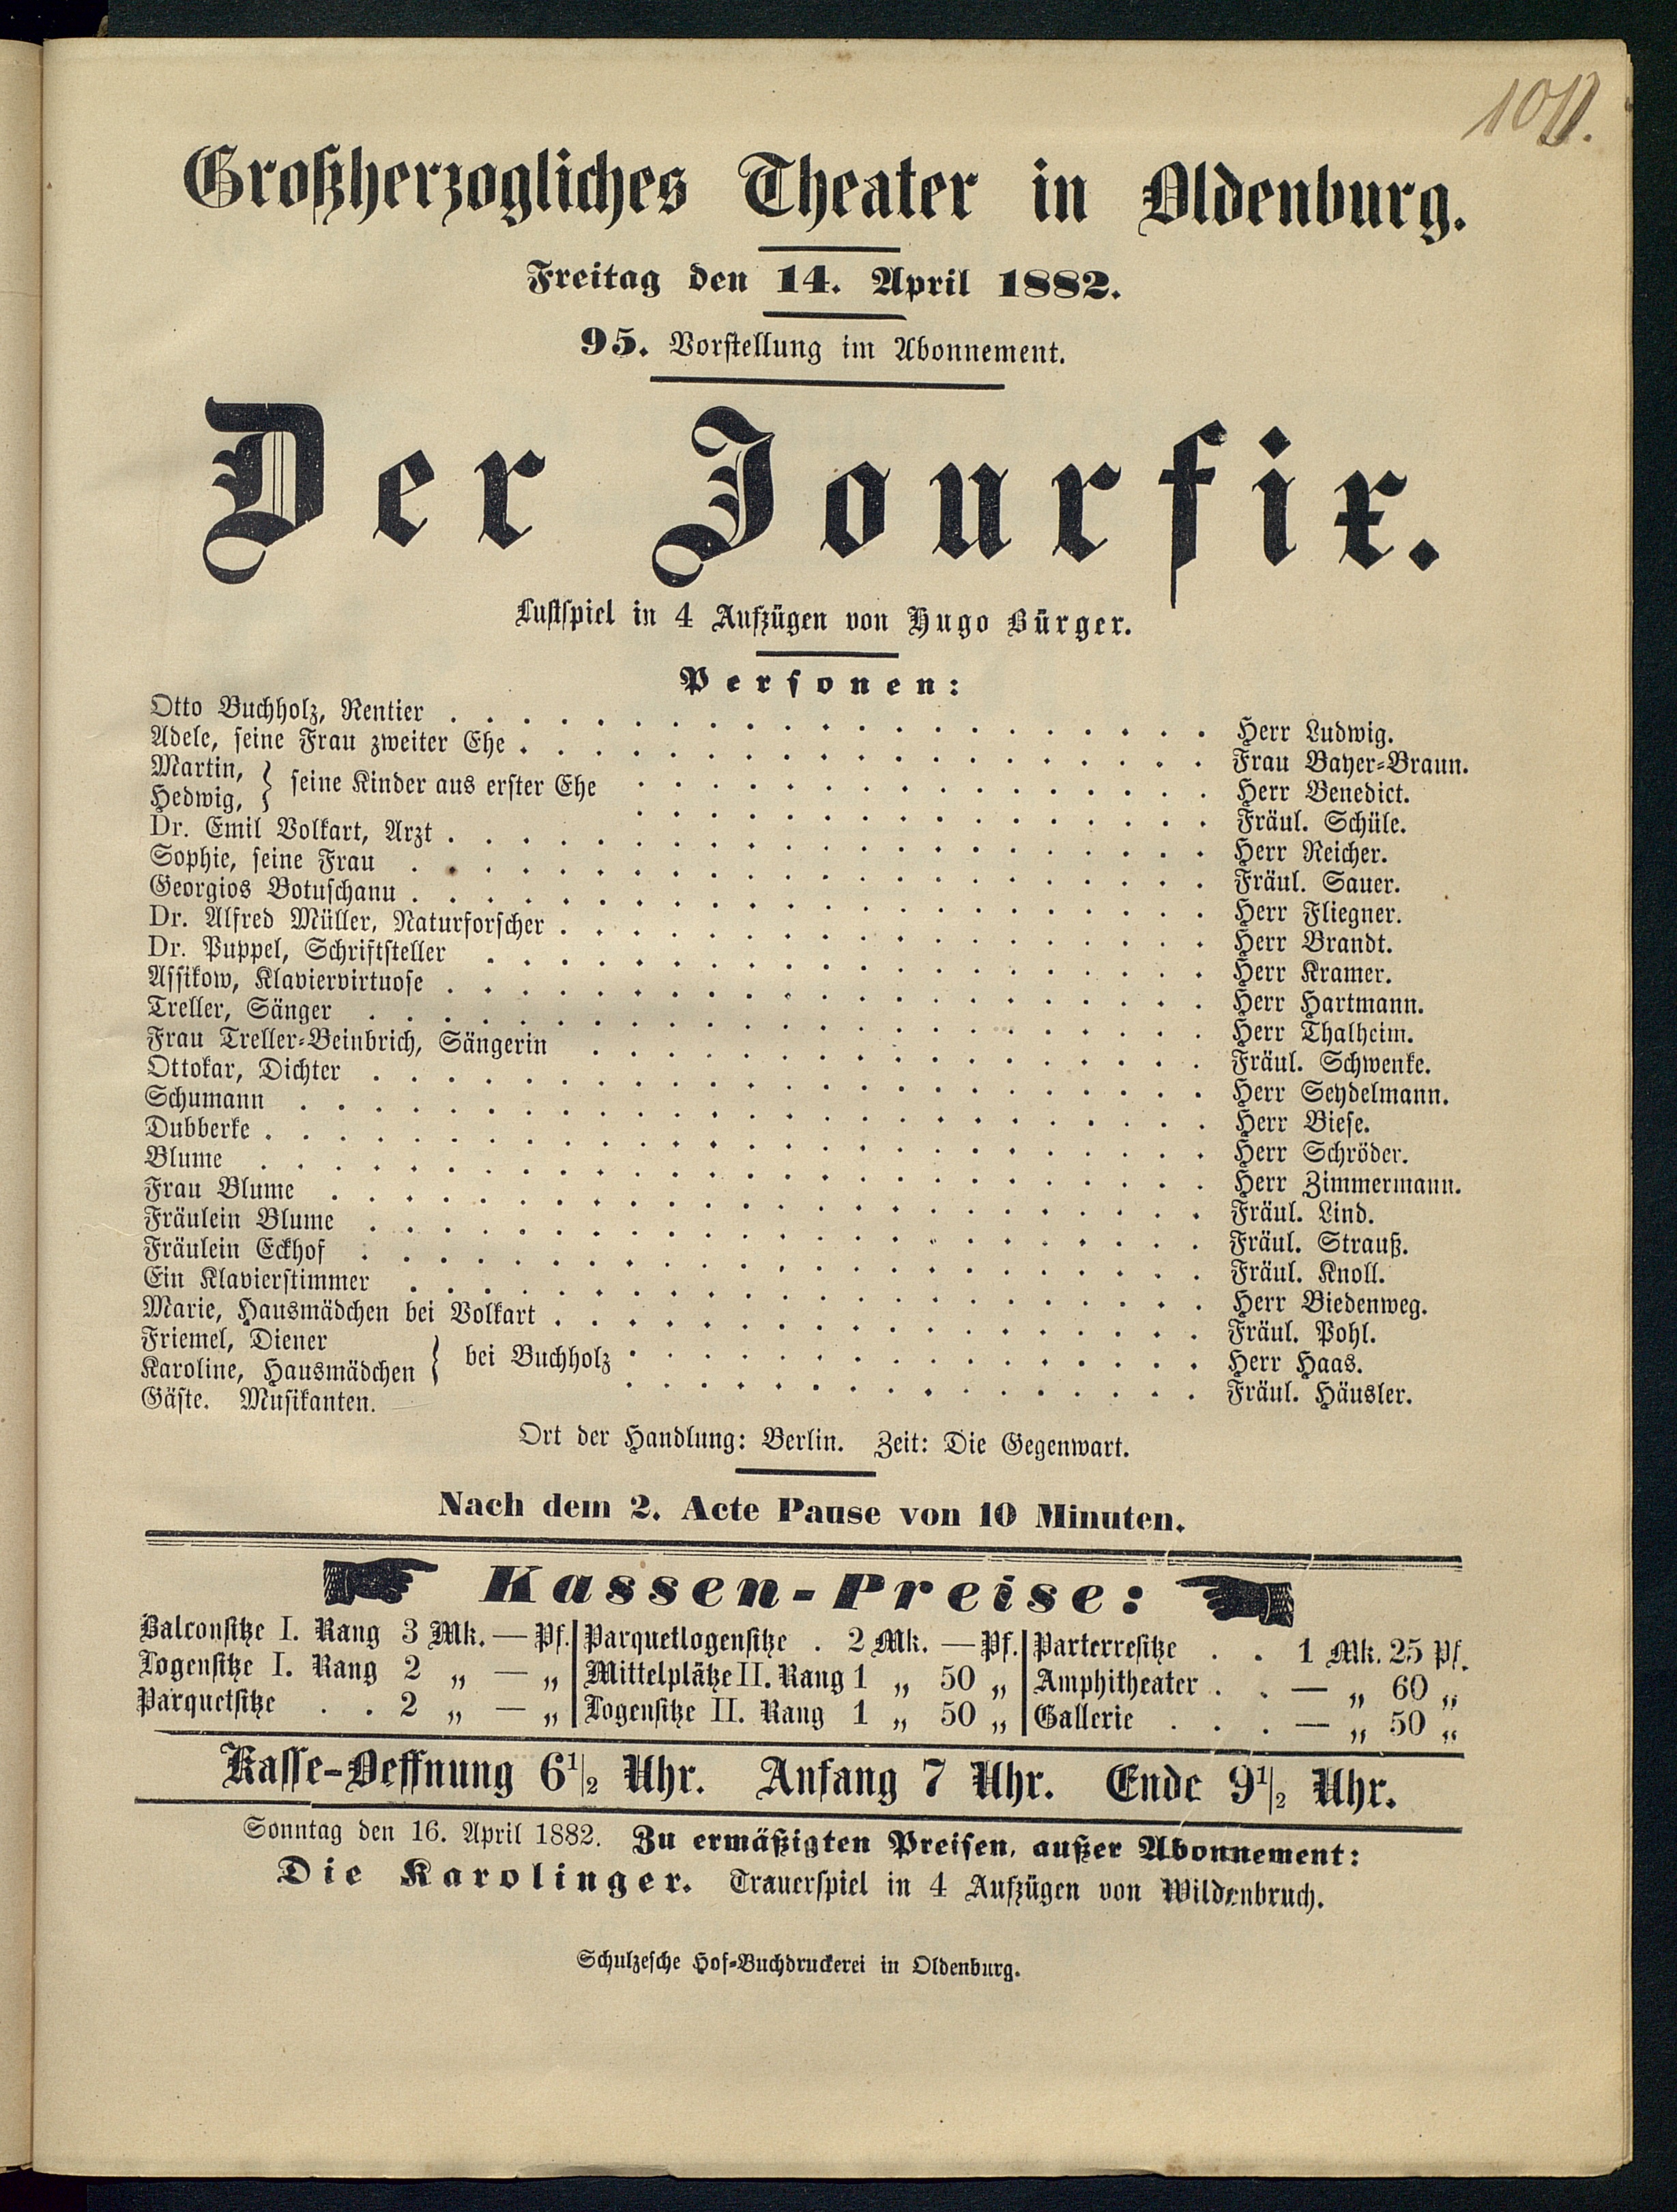 Großherzogliches Theater in Oldenburg.
Freitag den 14. April 1882.
95. Vorstellung im Abonnement.
Der Jourfix.
Lustspiel in 4 Aufzügen von Hugo Bürger.
Personen:
Otto Buchholz, Rentier . . . . . Herr Ludwig.
Adele, seine Frau zweiter Ehe . . . . . Frau Bayer-Braun.
Martin, } seine Kinder aus erster Ehe . . . . . Herr Benedict.
Hedwig, } . . . . . Fräul. Schüle.
Dr. Emil Volkart, Arzt . . . . . Herr Reicher.
Sophie, seine Frau . . . . . Fräul. Sauer.
Georgios Botuschanu . . . . . Herr Fliegner.
Dr. Alfred Müller, Naturforscher . . . . . Herr Brandt.
Dr. Puppel, Schriftsteller . . . . . Herr Kramer.
Assikow, Klaviervirtuose . . . . . Herr Hartmann.
Treller, Sänger . . . . . Herr Thalheim.
Frau Treller-Beinbrich, Sängerin . . . . . Fräul. Schwenke.
Ottokar, Dichter . . . . . Herr Seydelmann.
Schumann . . . . . Herr Biese.
Dubberke . . . . . Herr Schröder.
Blume . . . . . Herr Zimmermann.
Frau Blume . . . . . Fräul. Lind.
Fräulein Blume . . . . . Fräul. Strauß.
Fräulein Eckhof . . . . . Fräul. Knoll.
Ein Klavierstimmer . . . . . Herr Biedenweg.
Marie, Hausmädchen bei Volkart . . . . . Fräul. Pohl.
Friemel, Diener } bei Buchholz . . . . . Herr Haas.
Karoline, Hausmädchen } . . . . . Fräul. Häusler.
Gäste. Musikanten.
Ort der Handlung: Berlin. Zeit: Die Gegenwart.
Nach dem 2. Acte Pause von 10 Minuten.
Kassen-Preise:
Balconsitze I. Rang 3 Mk. — Pf. | Parquetlogensitze . 2 Mk. — Pf. | Parterresitze . . 1 Mk. 25 Pf.
Logensitze I. Rang 2 „ — „ | Mittelplätze II. Rang 1 „ 50 „ | Amphitheater . . — „ 60 „
Parquetsitze . . 2 „ — „ | Logensitze II. Rang 1 „ 50 „ | Gallerie . . . — „ 50 „
Kasse-Oeffnung 6½ Uhr. Anfang 7 Uhr. Ende 9½ Uhr.
Sonntag den 16. April 1882. Zu ermäßigten Preisen, außer Abonnement:
Die Karolinger. Trauerspiel in 4 Aufzügen von Wildenbruch.
Schulzesche Hof-Buchdruckerei in Oldenburg.